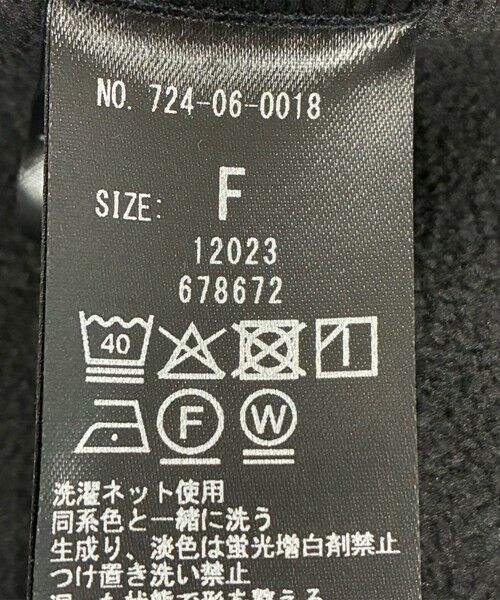 NO. 724-06-0018
SIZE: F
12023
678672
40
F W
洗濯ネット使用
同系色と一緒に洗う
生成り、淡色は蛍光増白剤禁止
つけ置き洗い禁止